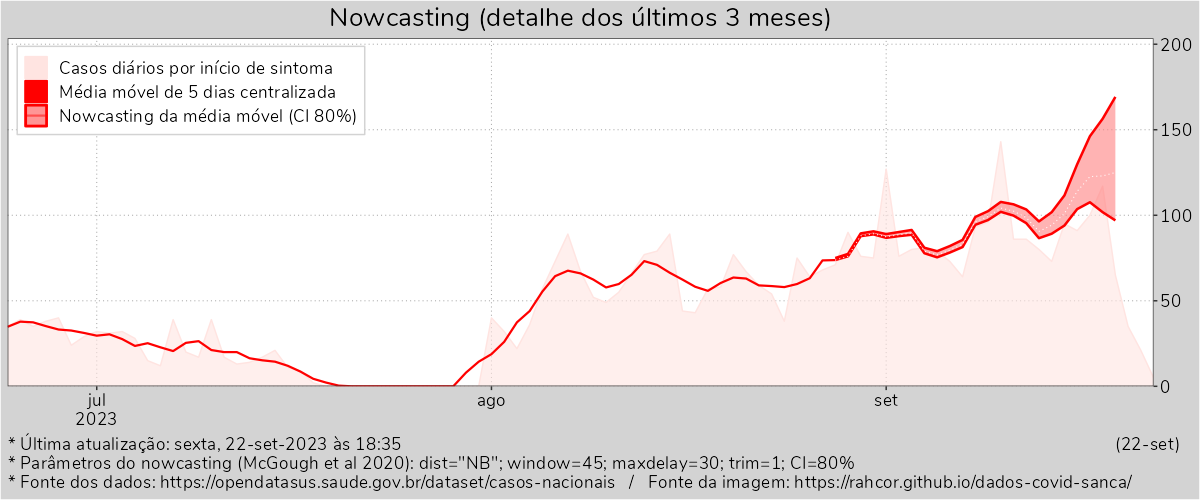 Nowcasting (detalhe dos últimos 3 meses)
Casos diários por início de sintoma
Média móvel de 5 dias centralizada
Nowcasting da média móvel (CI 80%)
200
150
100
50
0
jul
2023
ago
set
* Última atualização: sexta, 22-set-2023 às 18:35
(22-set)
* Parâmetros do nowcasting (McGough et al 2020): dist="NB"; window=45; maxdelay=30; trim=1; CI=80%
* Fonte dos dados: https://opendatasus.saude.gov.br/dataset/casos-nacionais / Fonte da imagem: https://rahcor.github.io/dados-covid-sanca/